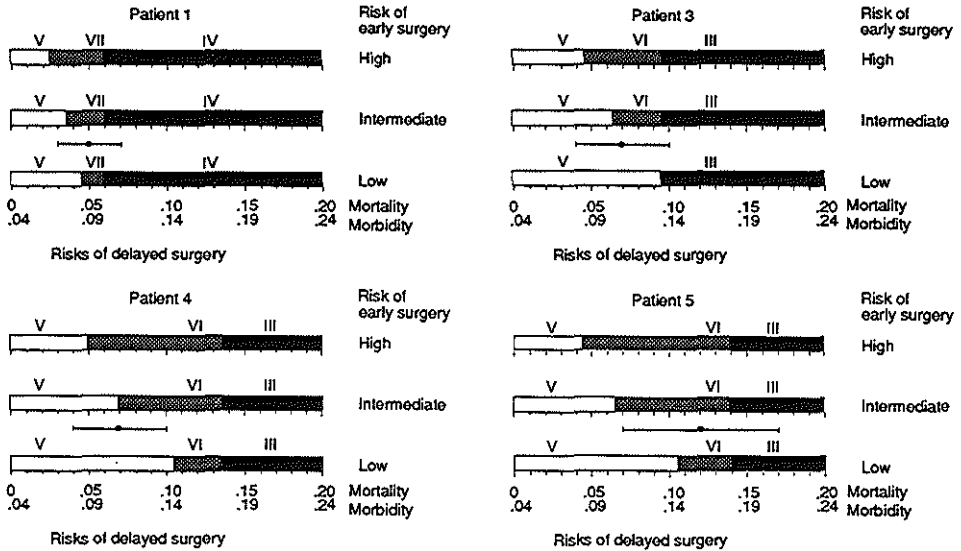 Patient 1
Risk of
early surgery
V VII IV
High
V VII IV
Intermediate
V VII IV
Low
0 .05 .10 .15 .20 Mortality
.04 .09 .14 .19 .24 Morbidity
Risks of delayed surgery
Patient 3
Risk of
early surgery
V VI III
High
V VI III
Intermediate
V III
Low
0 .05 .10 .15 .20 Mortality
.04 .09 .14 .19 .24 Morbidity
Risks of delayed surgery
Patient 4
Risk of
early surgery
V VI III
High
V VI III
Intermediate
V VI III
Low
0 .05 .10 .15 .20 Mortality
.04 .09 .14 .19 .24 Morbidity
Risks of delayed surgery
Patient 5
Risk of
early surgery
V VI III
High
V VI III
Intermediate
V VI III
Low
0 .05 .10 .15 .20 Mortality
.04 .09 .14 .19 .24 Morbidity
Risks of delayed surgery